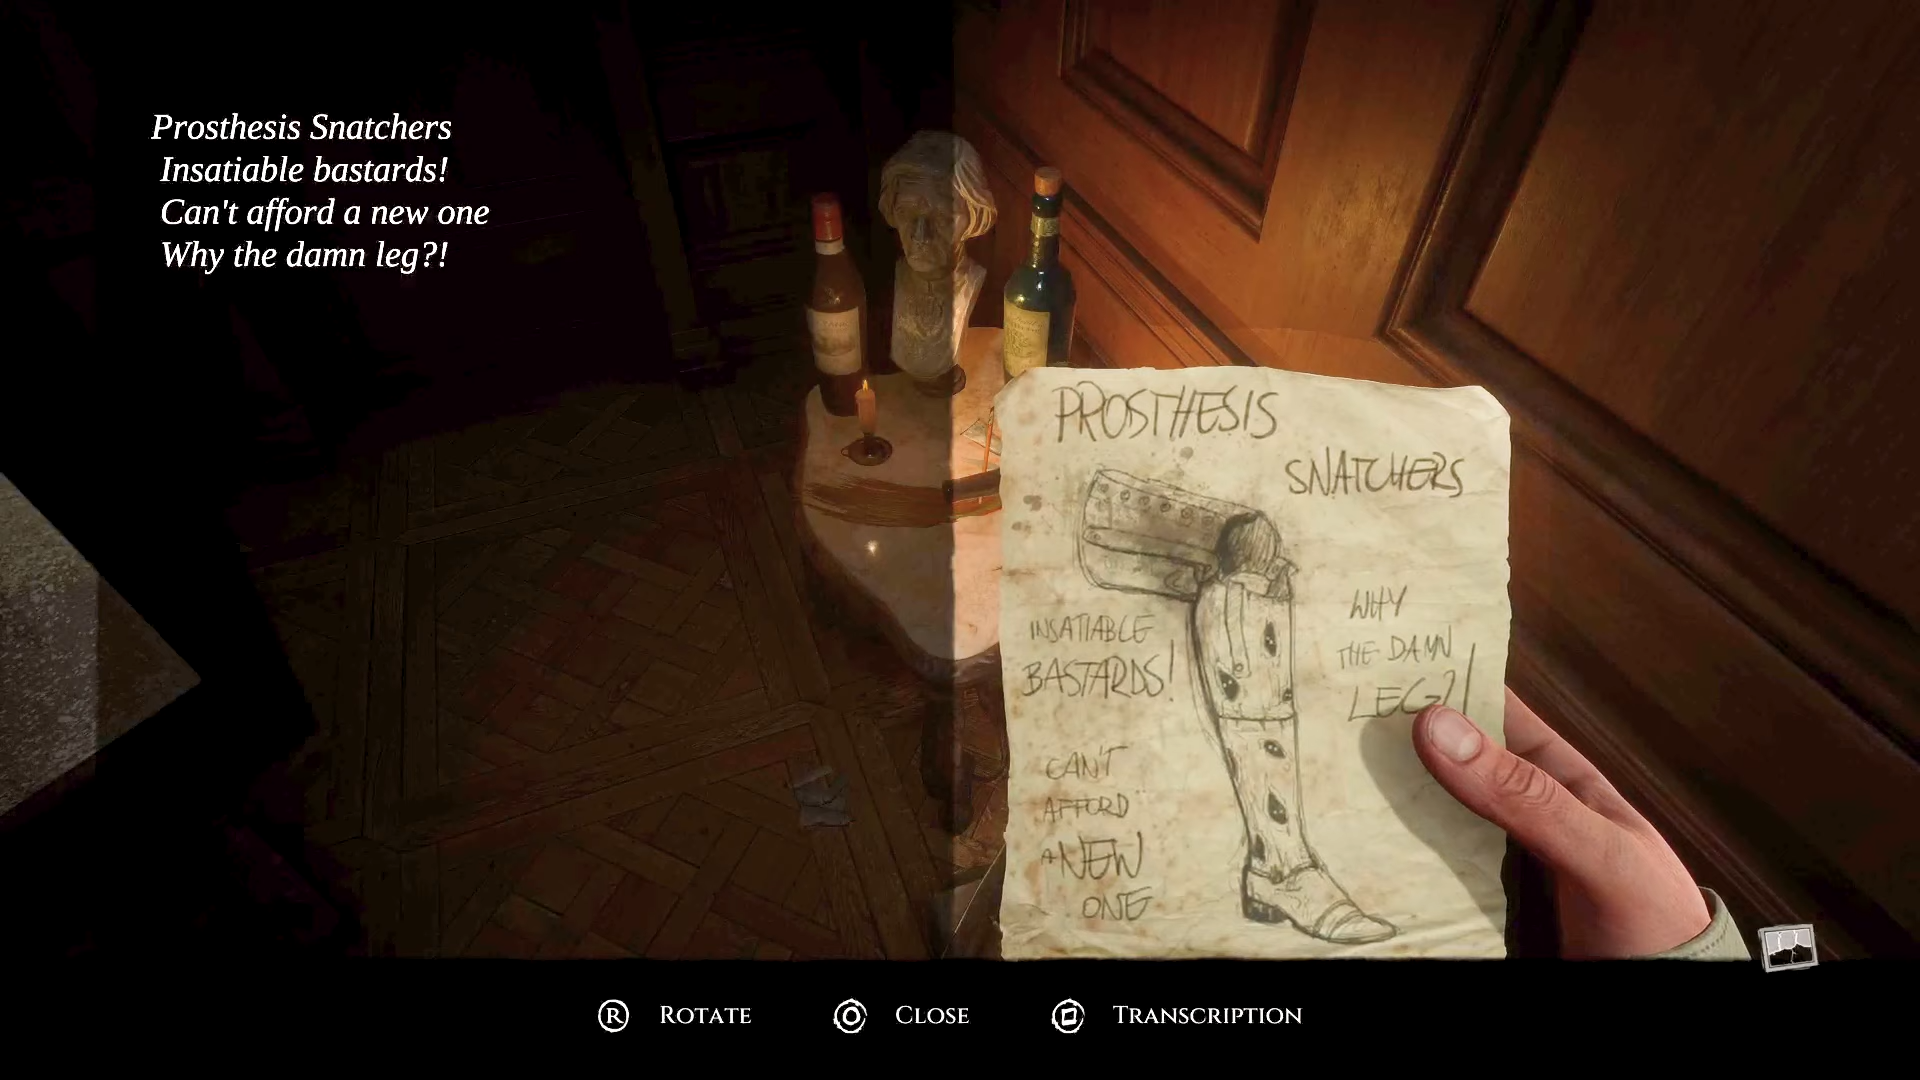 Prosthesis Snatchers
Insatiable bastards!
Can't afford a new one
Why the damn leg?!
PROSTHESIS
SNATCHERS
INSATIABLE
BASTARDS!
WHY
THE DAMN
LEG?!
CAN'T
AFFORD
A NEW
ONE
R ROTATE CLOSE TRANSCRIPTION